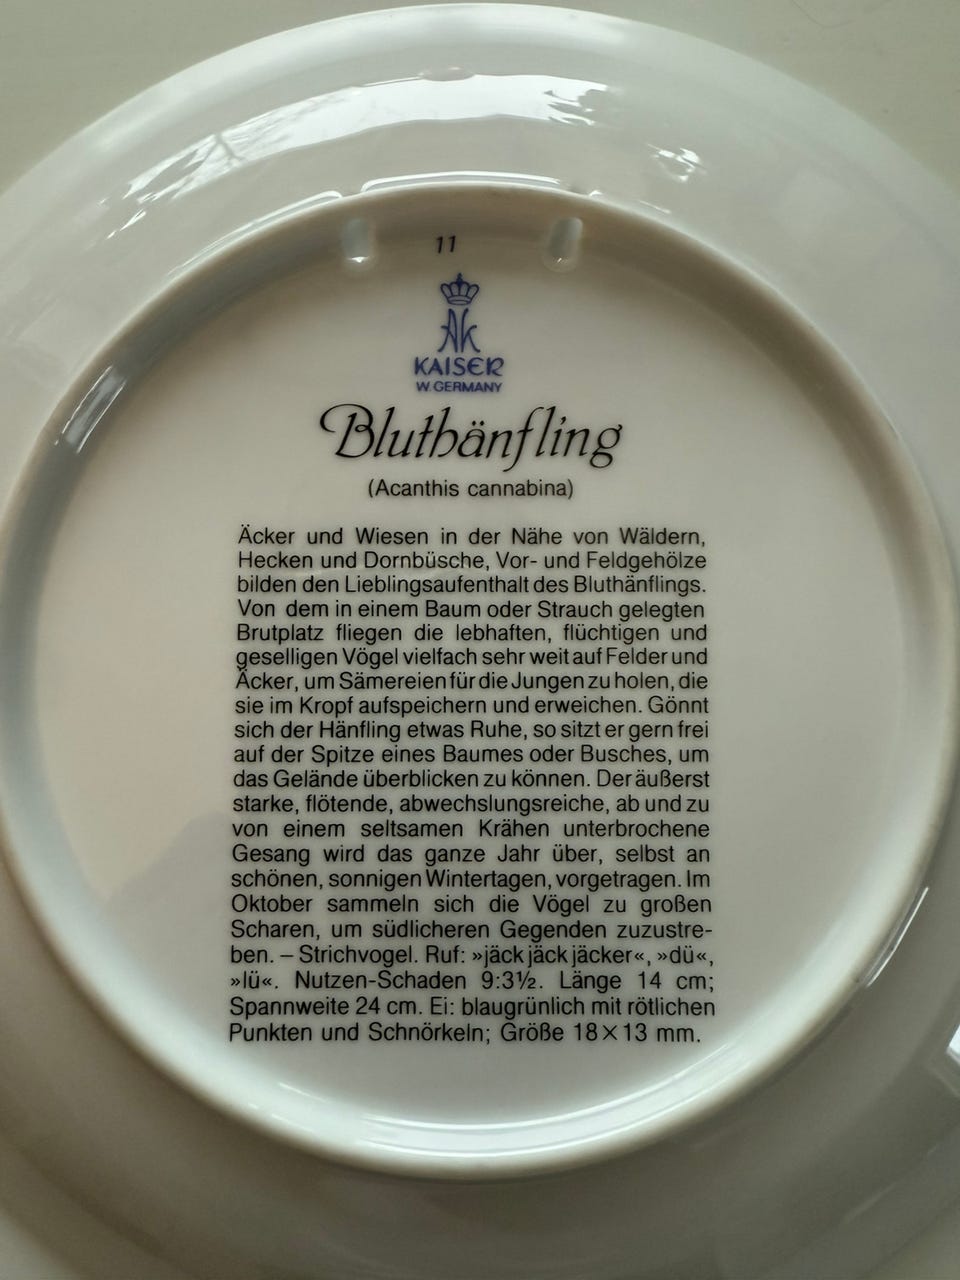 11
AK
KAISER
W. GERMANY
Bluthänfling
(Acanthis cannabina)
Äcker und Wiesen in der Nähe von Wäldern,
Hecken und Dornbüsche, Vor- und Feldgehölze
bilden den Lieblingsaufenthalt des Bluthänflings.
Von dem in einem Baum oder Strauch gelegten
Brutplatz fliegen die lebhaften, flüchtigen und
geselligen Vögel vielfach sehr weit auf Felder und
Äcker, um Sämereien für die Jungen zu holen, die
sie im Kropf aufspeichern und erweichen. Gönnt
sich der Hänfling etwas Ruhe, so sitzt er gern frei
auf der Spitze eines Baumes oder Busches, um
das Gelände überblicken zu können. Der äußerst
starke, flötende, abwechslungsreiche, ab und zu
von einem seltsamen Krähen unterbrochene
Gesang wird das ganze Jahr über, selbst an
schönen, sonnigen Wintertagen, vorgetragen. Im
Oktober sammeln sich die Vögel zu großen
Scharen, um südlicheren Gegenden zuzustre-
ben. – Strichvogel. Ruf: »jäck jäck jäcker«, »dü«,
»lü«. Nutzen-Schaden 9:3½. Länge 14 cm;
Spannweite 24 cm. Ei: blaugrünlich mit rötlichen
Punkten und Schnörkeln; Größe 18×13 mm.